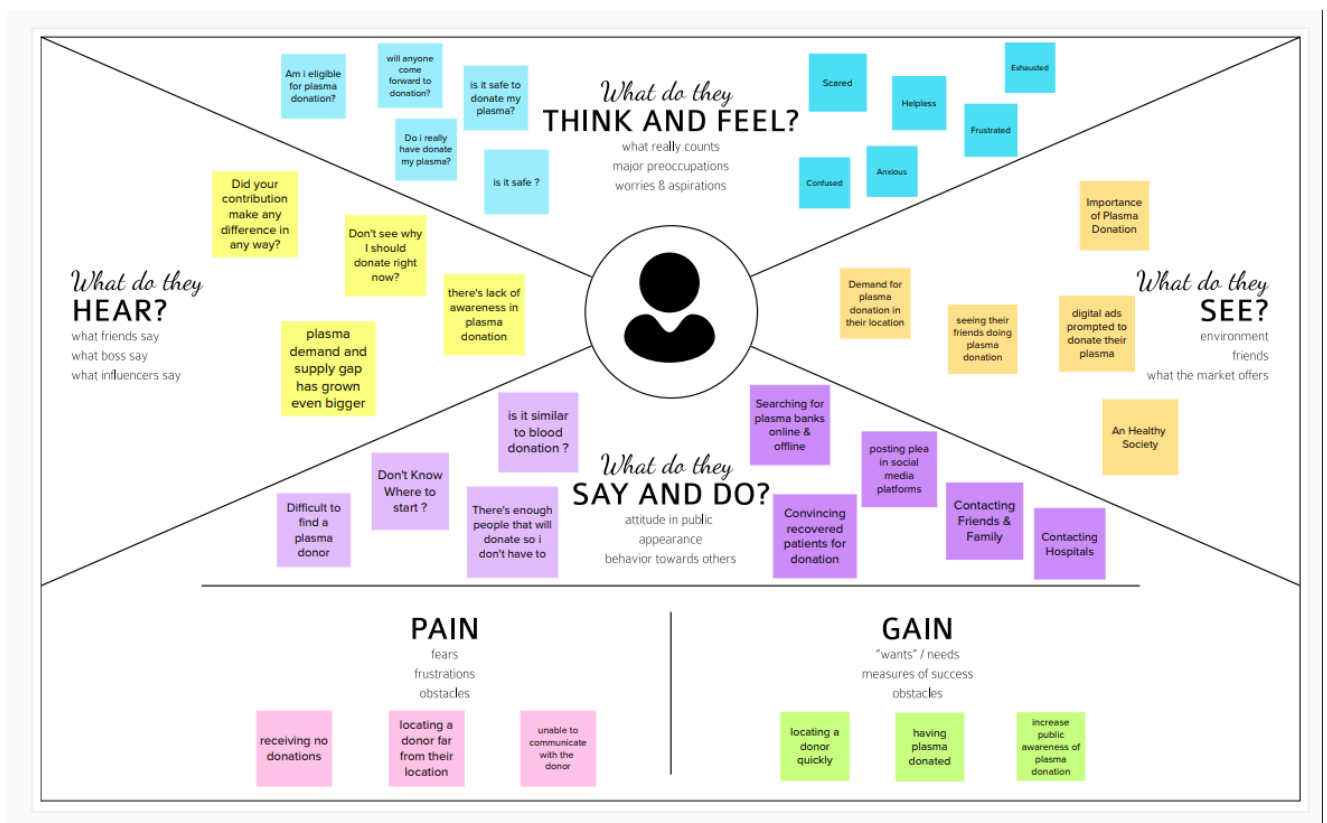 Am i eligible
for plasma
donation?
will anyone
come
forward to
donation?
is it safe to
donate my
plasma?
Do i really
have donate
my plasma?
is it safe ?
What do they
THINK AND FEEL?
what really counts
major preoccupations
worries & aspirations
Scared
Helpless
Exhausted
Frustrated
Confused
Anxious
What do they
HEAR?
what friends say
what boss say
what influencers say
Did your
contribution
make any
difference in
any way?
Don't see why
I should
donate right
now?
there's lack of
awareness in
plasma
donation
plasma
demand and
supply gap
has grown
even bigger
Importance
of Plasma
Donation
Demand for
plasma
donation in
their location
seeing their
friends doing
plasma
donation
digital ads
prompted to
donate their
plasma
An Healthy
Society
What do they
SEE?
environment
friends
what the market offers
is it similar
to blood
donation ?
Don't Know
Where to
start ?
Difficult to
find a
plasma
donor
There's enough
people that will
donate so i
don't have to
What do they
SAY AND DO?
attitude in public
appearance
behavior towards others
Searching for
plasma banks
online &
offline
posting plea
in social
media
platforms
Convincing
recovered
patients for
donation
Contacting
Friends &
Family
Contacting
Hospitals
PAIN
fears
frustrations
obstacles
receiving no
donations
locating a
donor far
from their
location
unable to
communicate
with the
donor
GAIN
"wants" / needs
measures of success
obstacles
locating a
donor
quickly
having
plasma
donated
increase
public
awareness of
plasma
donation